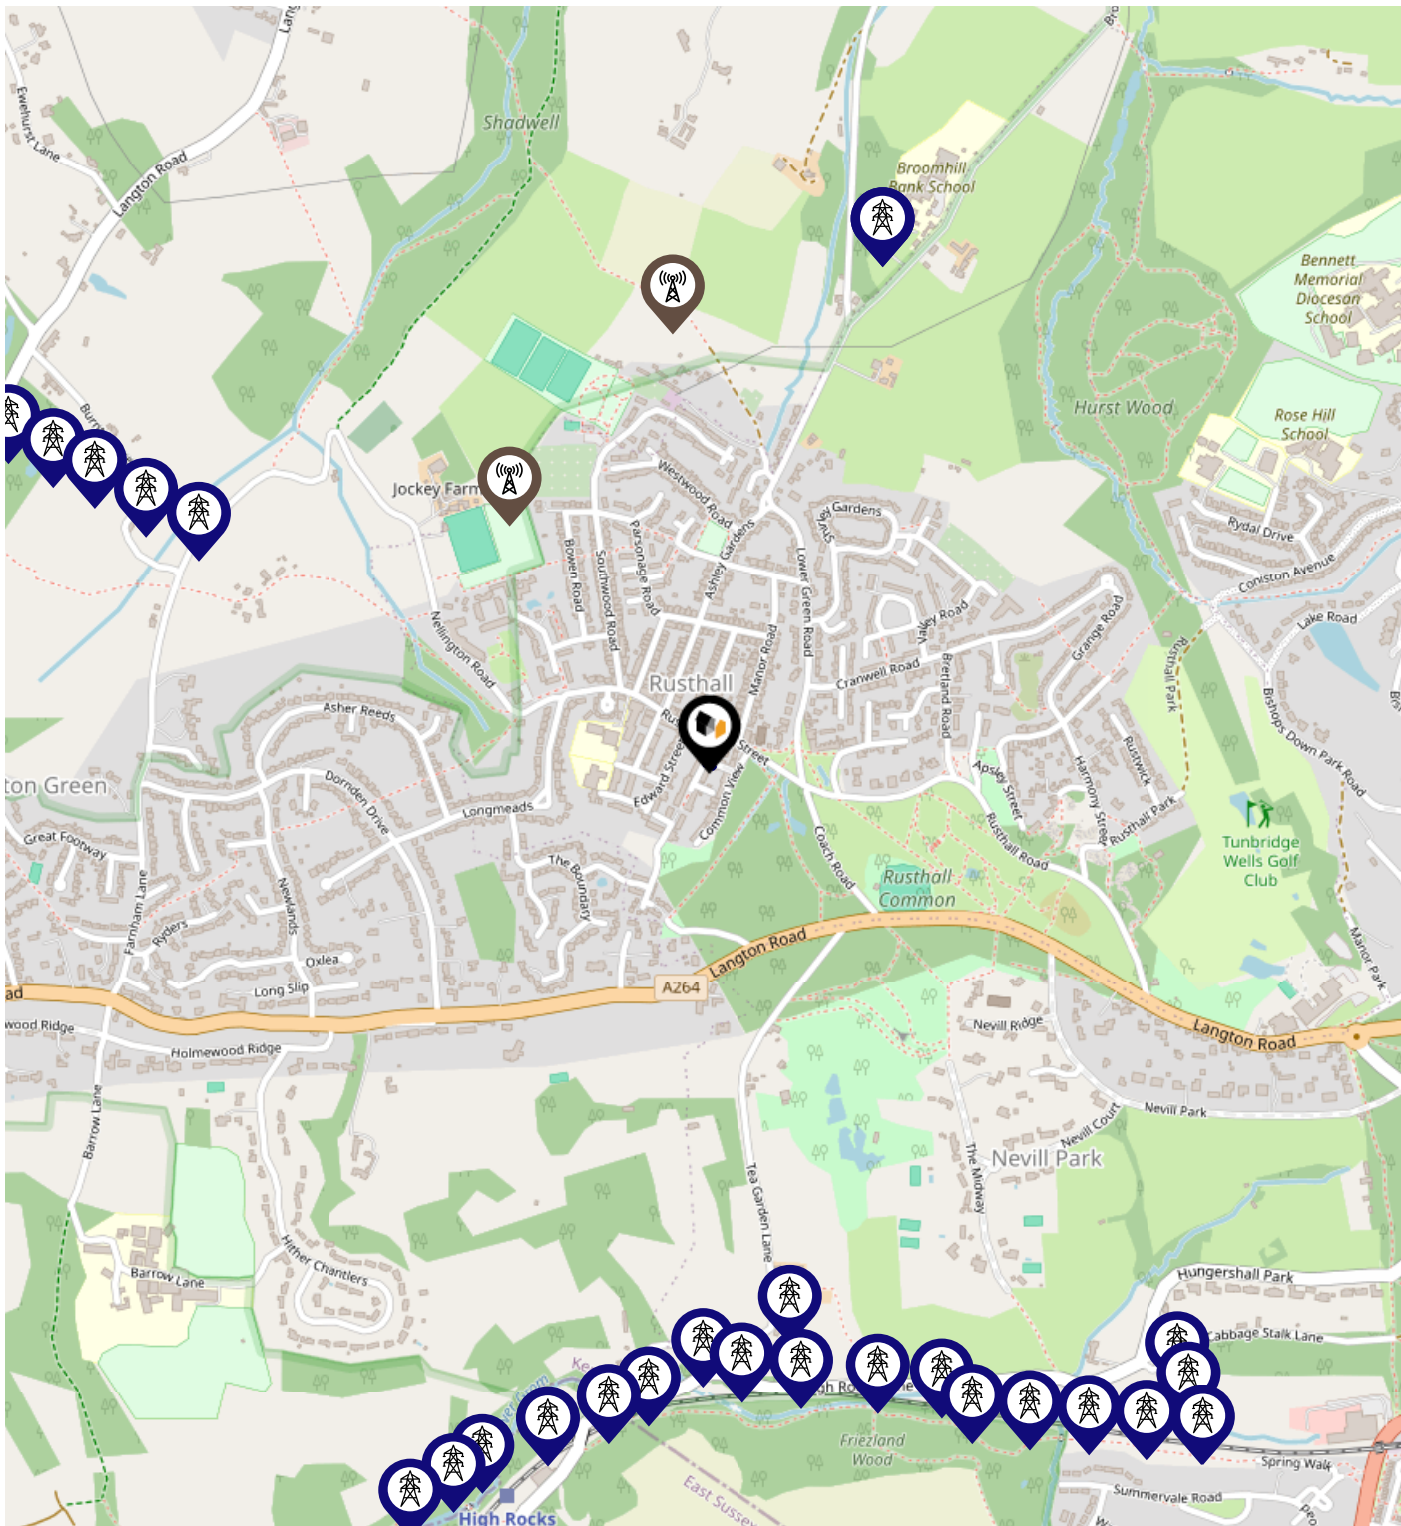 Shadwell
Ewehurst Lane
Langton Road
Broomhill
Bank School
Bennett
Memorial
Diocesan
School
Hurst Wood
Rose Hill
School
Jockey Farm
Westwood Road
Gardens
Rydal Drive
Coniston Avenue
Ashley Gardens
Parsonage Road
Bowen Road
Southwood Road
Lower Green Road
Lake Road
Nellington Road
Manor Road
Cranwell Road
Bretland Road
Grange Road
Rusthall Park
Rusthall
Street
Asher Reeds
Bishops Down Park Road
ton Green
Dornden Drive
Longmeads
Edward Street
Common View
Apsley Street
Harmony Street
Rustwick
Rusthall Park
Great Footway
Coach Road
Rusthall Road
Tunbridge
Wells Golf
Club
The Boundary
Rusthall
Common
Newlands
Farnham Lane
Ryders
Oxlea
Long Slip
A264
Langton Road
Manor Park
ad
wood Ridge
Holmewood Ridge
Nevill Ridge
Langton Road
Barrow Lane
Nevill Park
Nevill Court
Nevill Park
The Midway
Tea Garden Lane
Hither Chantlers
Barrow Lane
Hungershall Park
Cabbage Stalk Lane
Friezland
Wood
East Sussex
Spring Walk
Summervale Road
High Rocks